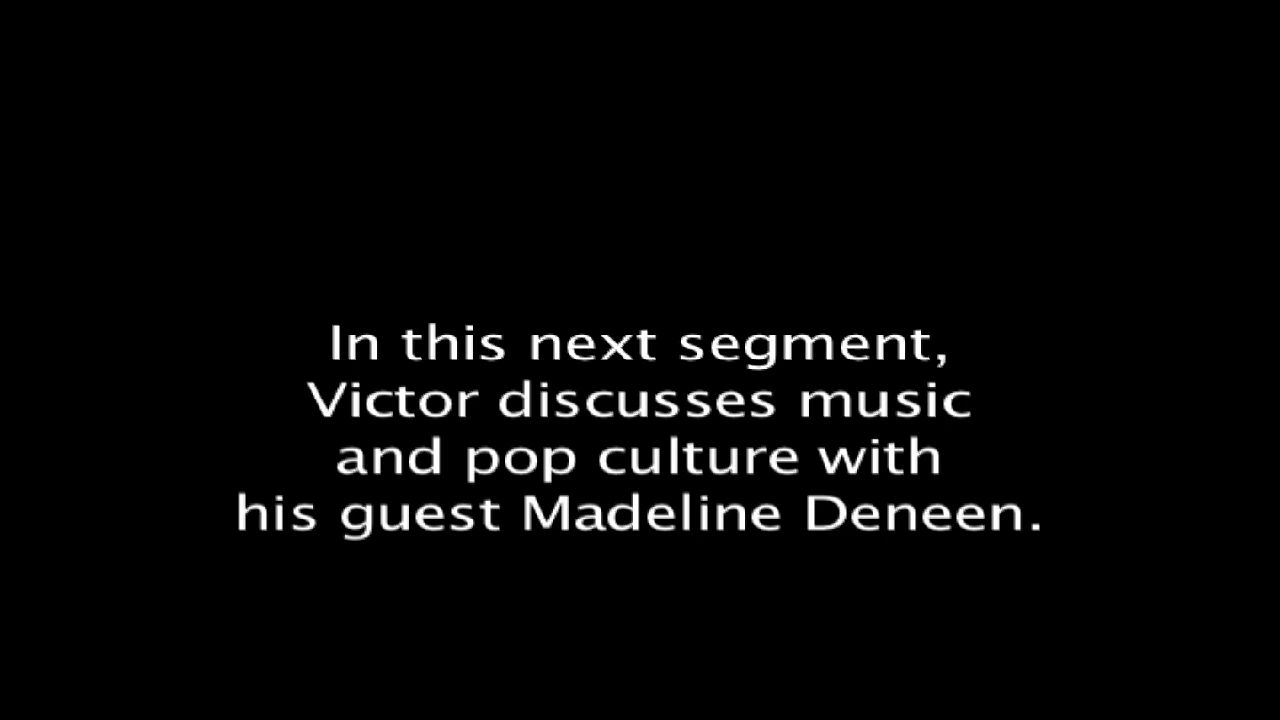 In this next segment,
Victor discusses music
and pop culture with
his guest Madeline Deneen.